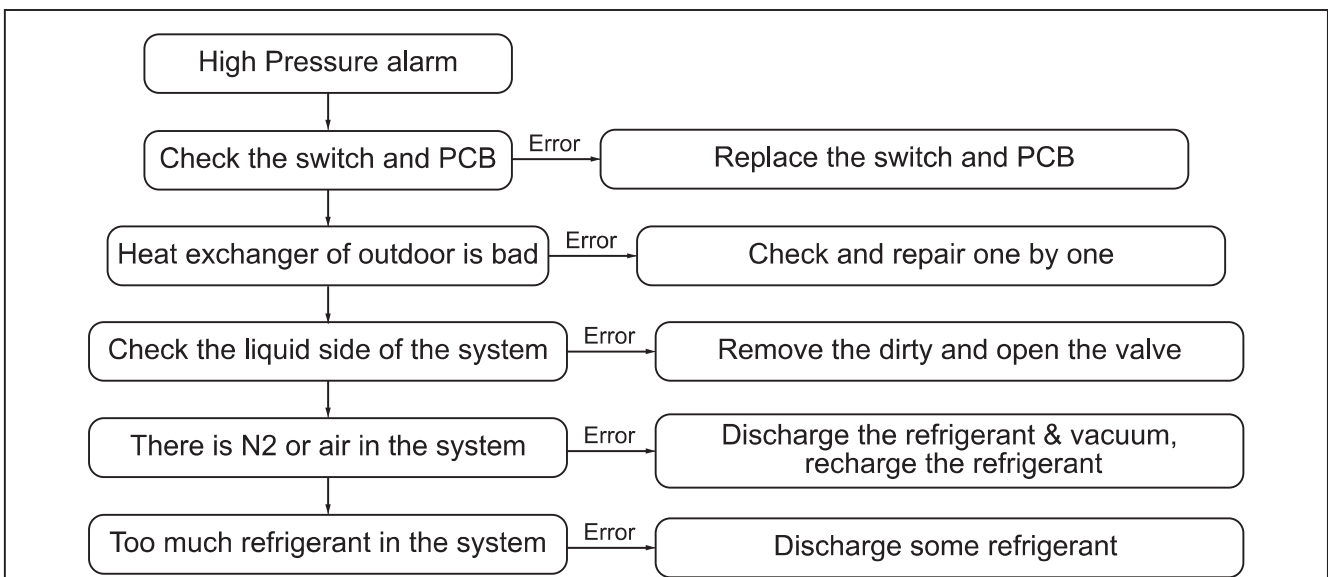 High Pressure alarm
Check the switch and PCB
Error
Replace the switch and PCB
Heat exchanger of outdoor is bad
Error
Check and repair one by one
Check the liquid side of the system
Error
Remove the dirty and open the valve
There is N2 or air in the system
Error
Discharge the refrigerant & vacuum,
recharge the refrigerant
Too much refrigerant in the system
Error
Discharge some refrigerant